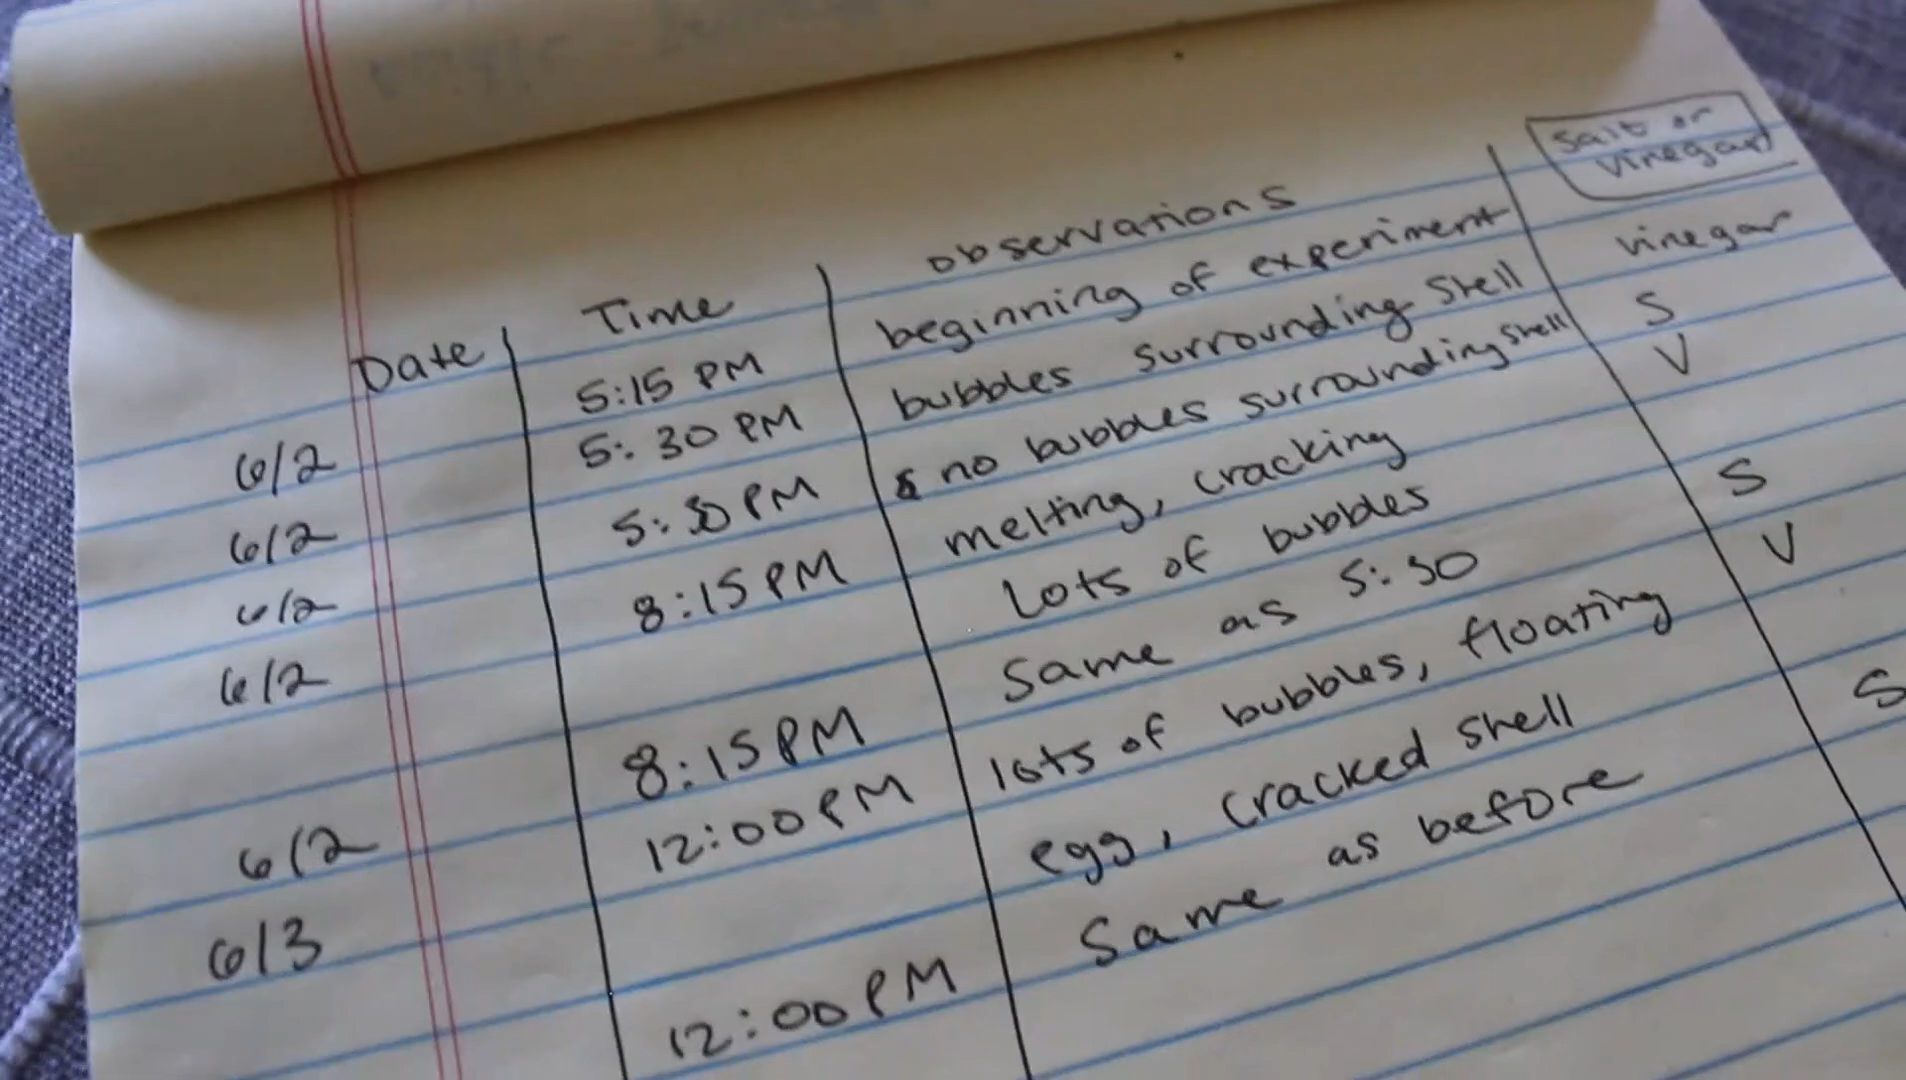 salt or
vinegar
Date Time observations
6/2 5:15 PM beginning of experiment
6/2 5:30 PM bubbles surrounding shell vinegar
6/2 5:30 PM no bubbles surrounding shell S
6/2 8:15 PM melting, cracking V
lots of bubbles
6/2 8:15 PM Same as 5:30 S
6/3 12:00 PM lots of bubbles, floating V
egg, cracked shell
12:00 PM Same as before S